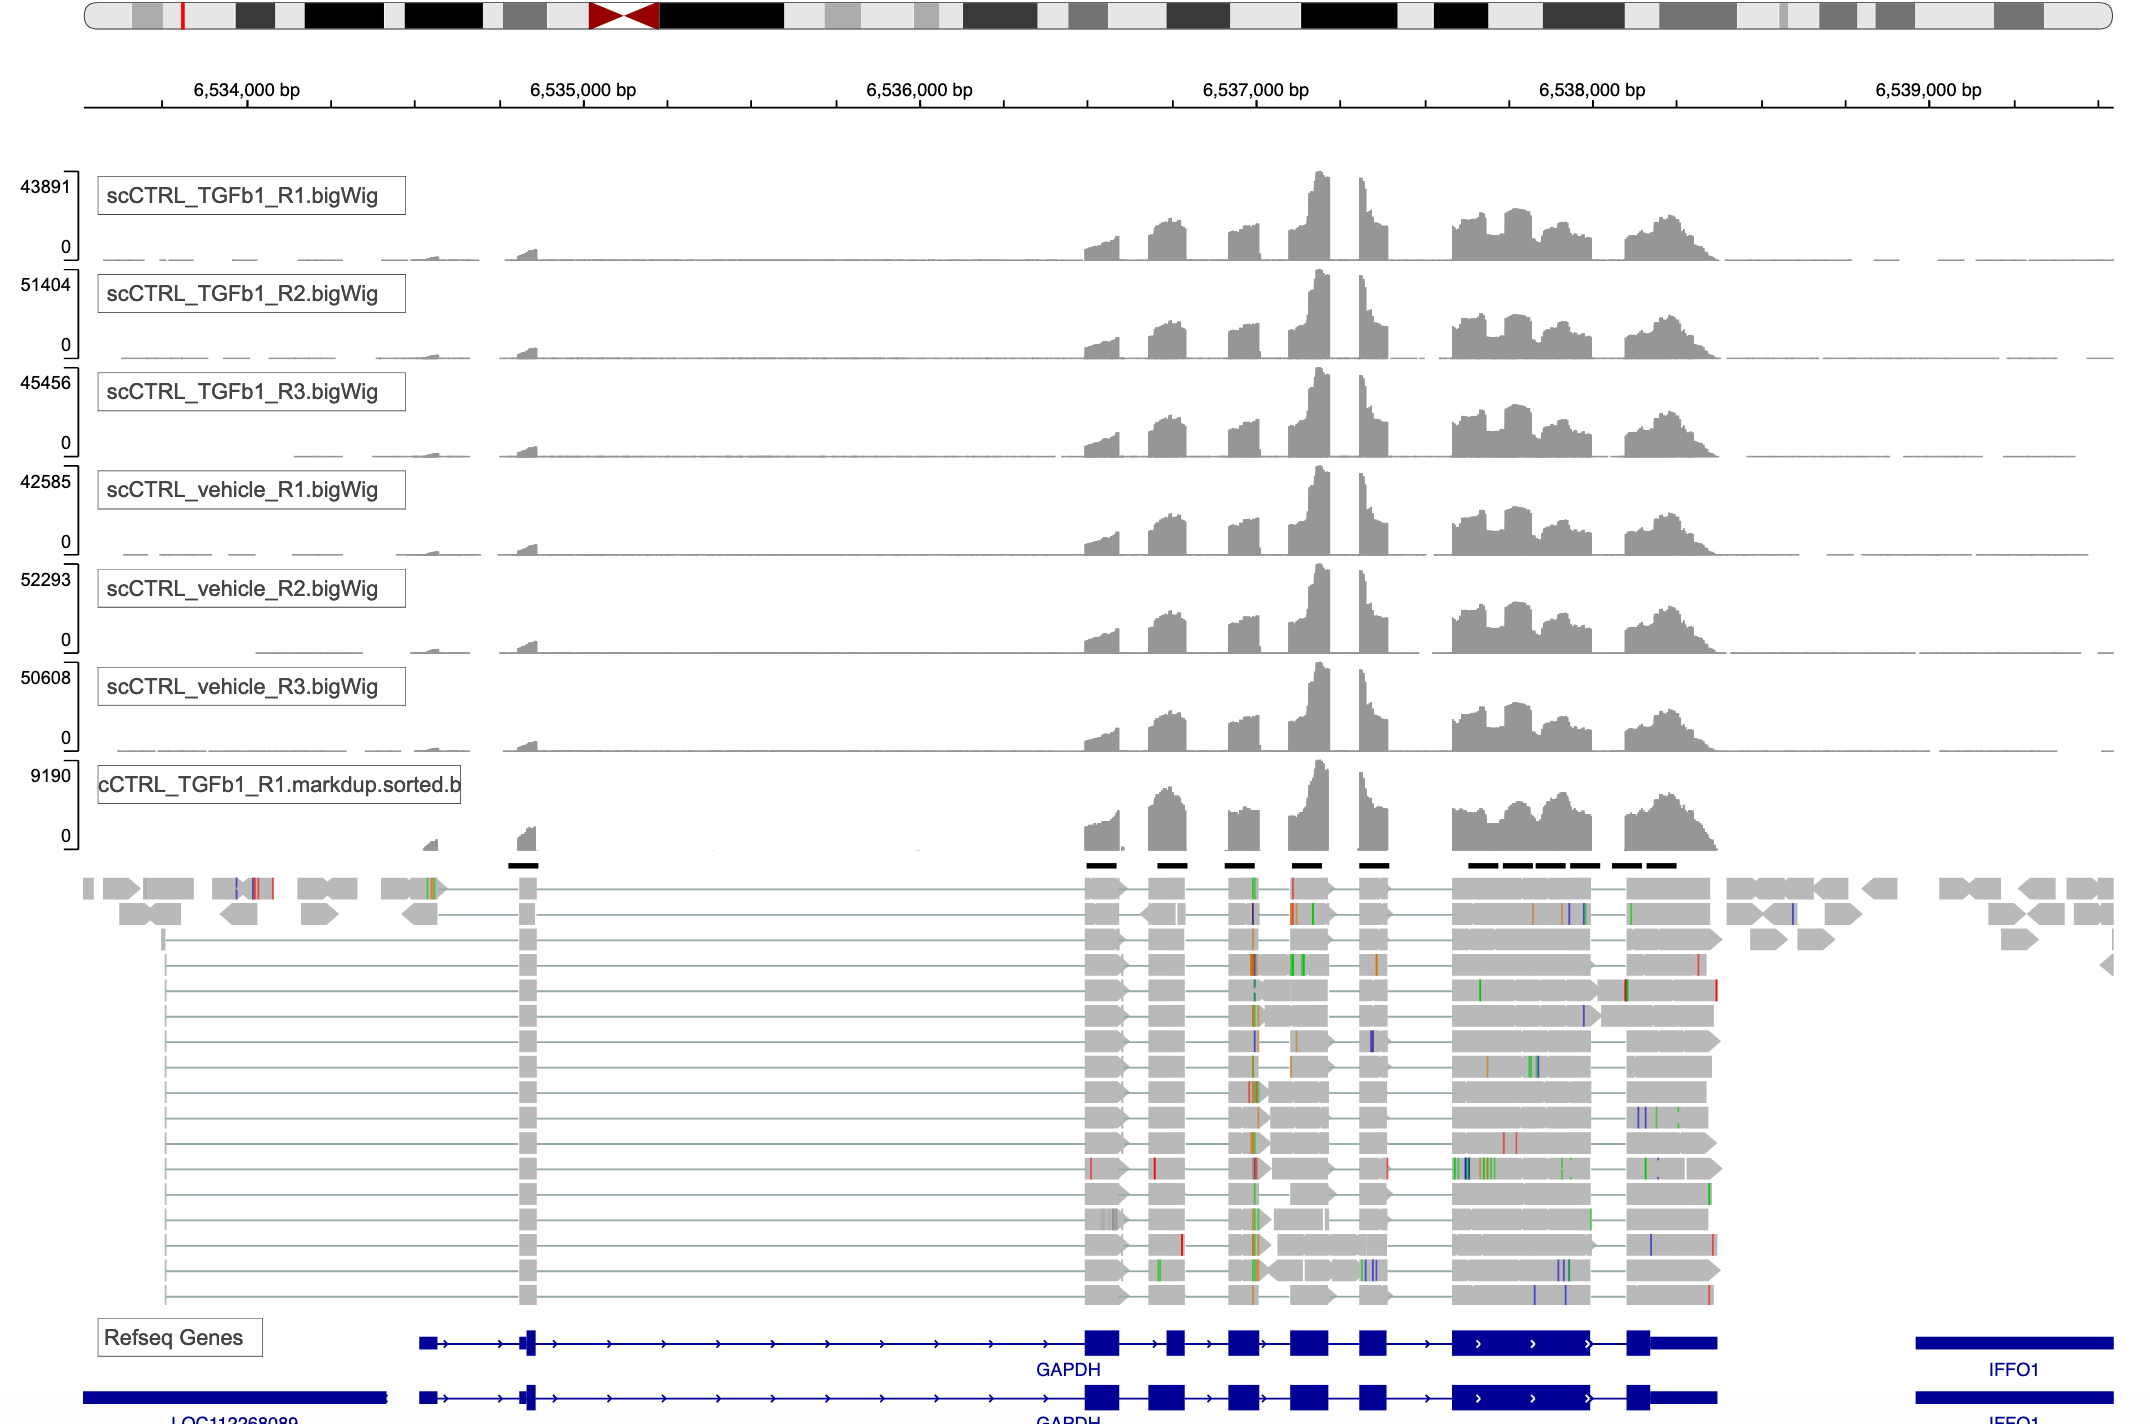 6,534,000 bp 6,535,000 bp 6,536,000 bp 6,537,000 bp 6,538,000 bp 6,539,000 bp
43891
scCTRL_TGFb1_R1.bigWig
0
51404
scCTRL_TGFb1_R2.bigWig
0
45456
scCTRL_TGFb1_R3.bigWig
0
42585
scCTRL_vehicle_R1.bigWig
0
52293
scCTRL_vehicle_R2.bigWig
0
50608
scCTRL_vehicle_R3.bigWig
0
9190
cCTRL_TGFb1_R1.markdup.sorted.b
0
Refseq Genes
GAPDH IFFO1
LOC112268089 GAPDH IFFO1